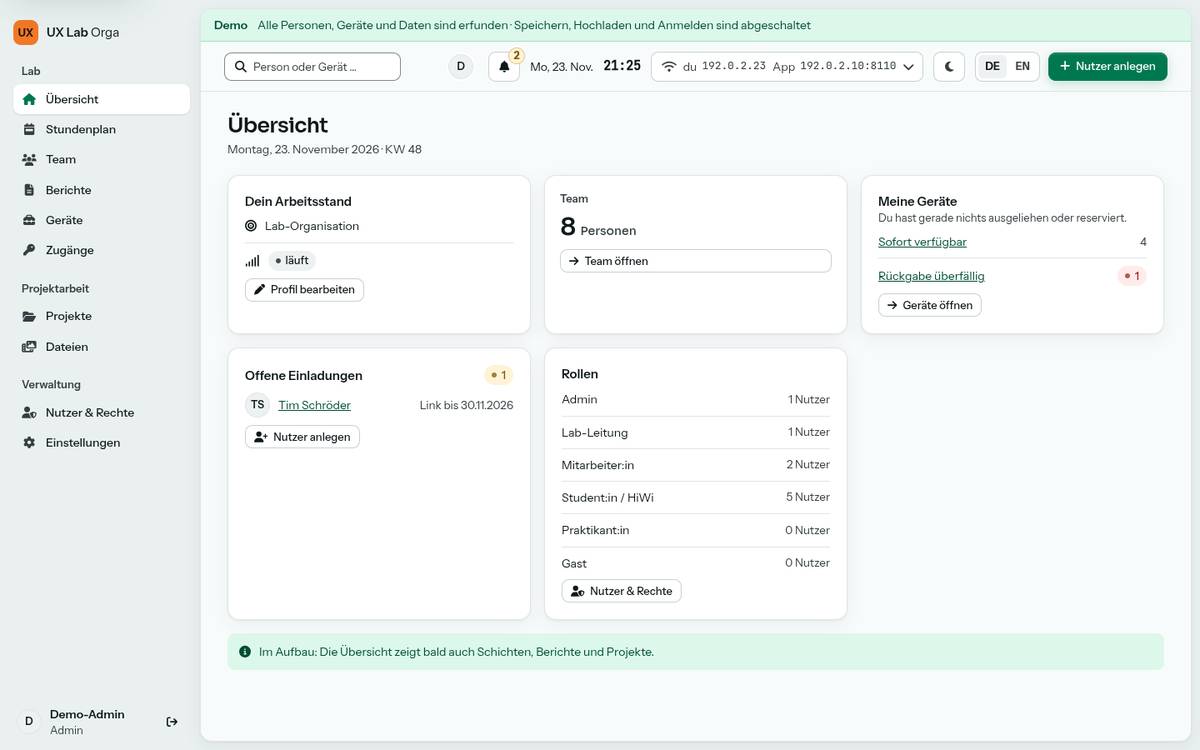 UX UX Lab Orga
Lab
Übersicht
Stundenplan
Team
Berichte
Geräte
Zugänge
Projektarbeit
Projekte
Dateien
Verwaltung
Nutzer & Rechte
Einstellungen
D Demo-Admin
Admin
Demo Alle Personen, Geräte und Daten sind erfunden · Speichern, Hochladen und Anmelden sind abgeschaltet
Person oder Gerät … D 2 Mo, 23. Nov. 21:25 du 192.0.2.23 App 192.0.2.10:8110 DE EN + Nutzer anlegen
Übersicht
Montag, 23. November 2026 · KW 48
Dein Arbeitsstand
Lab-Organisation
läuft
Profil bearbeiten
Team
8 Personen
Team öffnen
Meine Geräte
Du hast gerade nichts ausgeliehen oder reserviert.
Sofort verfügbar 4
Rückgabe überfällig 1
Geräte öffnen
Offene Einladungen 1
TS Tim Schröder Link bis 30.11.2026
Nutzer anlegen
Rollen
Admin 1 Nutzer
Lab-Leitung 1 Nutzer
Mitarbeiter:in 2 Nutzer
Student:in / HiWi 5 Nutzer
Praktikant:in 0 Nutzer
Gast 0 Nutzer
Nutzer & Rechte
Im Aufbau: Die Übersicht zeigt bald auch Schichten, Berichte und Projekte.